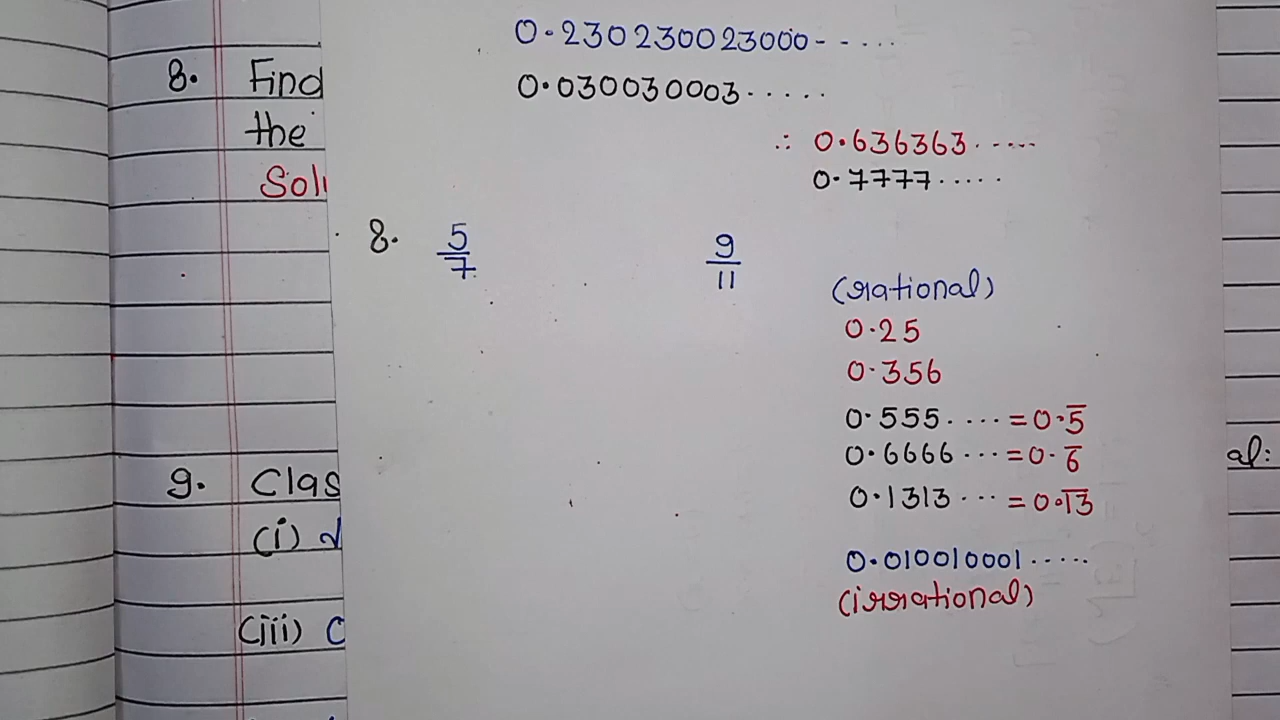 0.230230023000- - ....
0.030030003.....
8. Find
the
∴ 0.636363.....
0.7777.....
8. 5/7 9/11
(rational)
0.25
0.356
0.555.... = 0.5̅
0.6666... = 0.6̅
0.1313... = 0.1̅3̅
al:
9.
(i)
0.010010001.....
(irrational)
(iii)